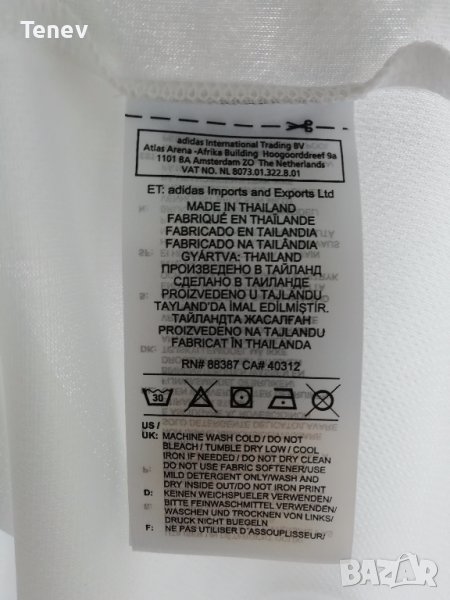 Tenev
adidas International Trading BV
Atlas Arena -Afrika Building Hoogoorddreef 9a
1101 BA Amsterdam ZO The Netherlands
VAT NO. NL 8073.01.322.B.01
ET: adidas Imports and Exports Ltd
MADE IN THAILAND
FABRIQUÉ EN THAÏLANDE
FABRICADO EN TAILANDIA
FABRICADO NA TAILÂNDIA
GYÁRTVA: THAILAND
ПРОИЗВЕДЕНО В ТАЙЛАНД
СДЕЛАНО В ТАИЛАНДЕ
PROIZVEDENO U TAJLANDU
TAYLAND'DA İMAL EDİLMİŞTİR.
ТАЙЛАНДТА ЖАСАЛҒАН
PROIZVEDENO NA TAJLANDU
FABRICAT ÎN THAILANDA
RN# 88387 CA# 40312
30
US /
UK: MACHINE WASH COLD / DO NOT
BLEACH / TUMBLE DRY LOW / COOL
IRON IF NEEDED / DO NOT DRY CLEAN
DO NOT USE FABRIC SOFTENER/USE
MILD DETERGENT ONLY/WASH AND
DRY INSIDE OUT/DO NOT IRON PRINT
D: KEINEN WEICHSPUELER VERWENDEN/
BITTE FEINWASCHMITTEL VERWENDEN/
WASCHEN UND TROCKNEN VON LINKS/
DRUCK NICHT BUEGELN
F: NE PAS UTILISER D'ASSOUPLISSEUR/
BAZAR